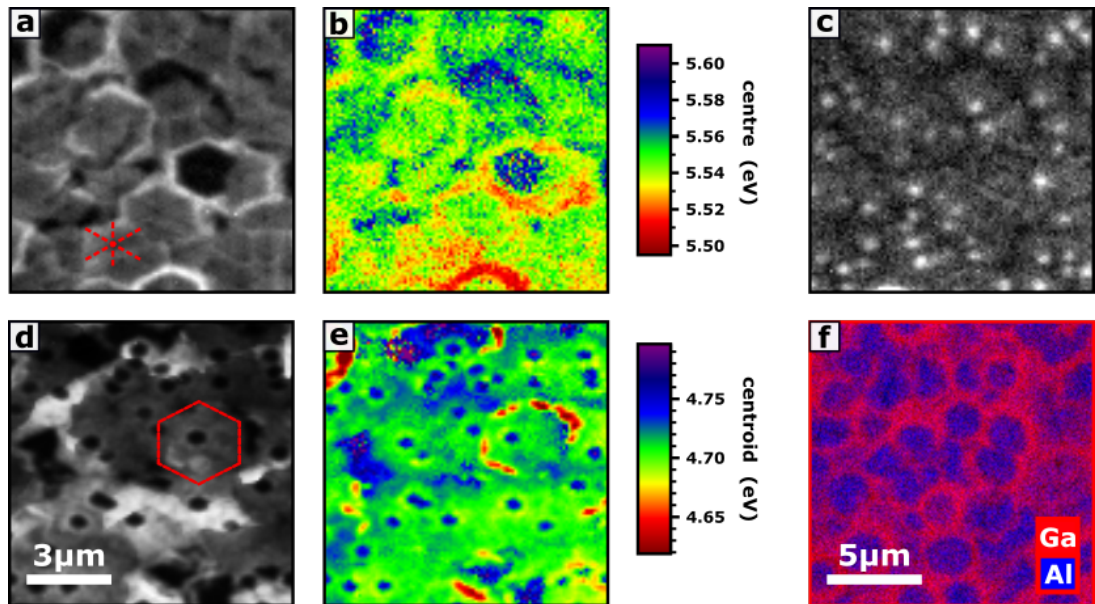 a
b
5.60
5.58
5.56
5.54
5.52
5.50
centre (eV)
c
d
3µm
e
4.75
4.70
4.65
centroid (eV)
f
5µm
Ga
Al